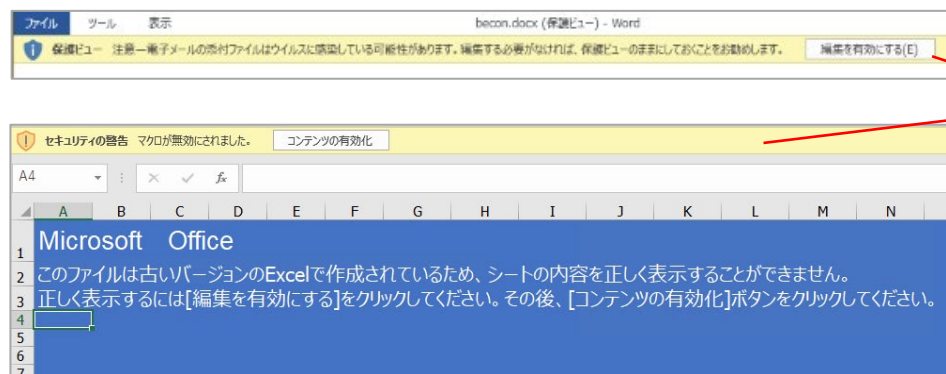 ファイル ツール 表示 becon.docx (保護ビュー) - Word
保護ビュー 注意―電子メールの添付ファイルはウイルスに感染している可能性があります。編集する必要がなければ、保護ビューのままにしておくことをお勧めします。 編集を有効にする(E)
セキュリティの警告 マクロが無効にされました。 コンテンツの有効化
A4 fx
A B C D E F G H I J K L M N
1 Microsoft Office
2 このファイルは古いバージョンのExcelで作成されているため、シートの内容を正しく表示することができません。
3 正しく表示するには[編集を有効にする]をクリックしてください。その後、[コンテンツの有効化]ボタンをクリックしてください。
4
5
6
7